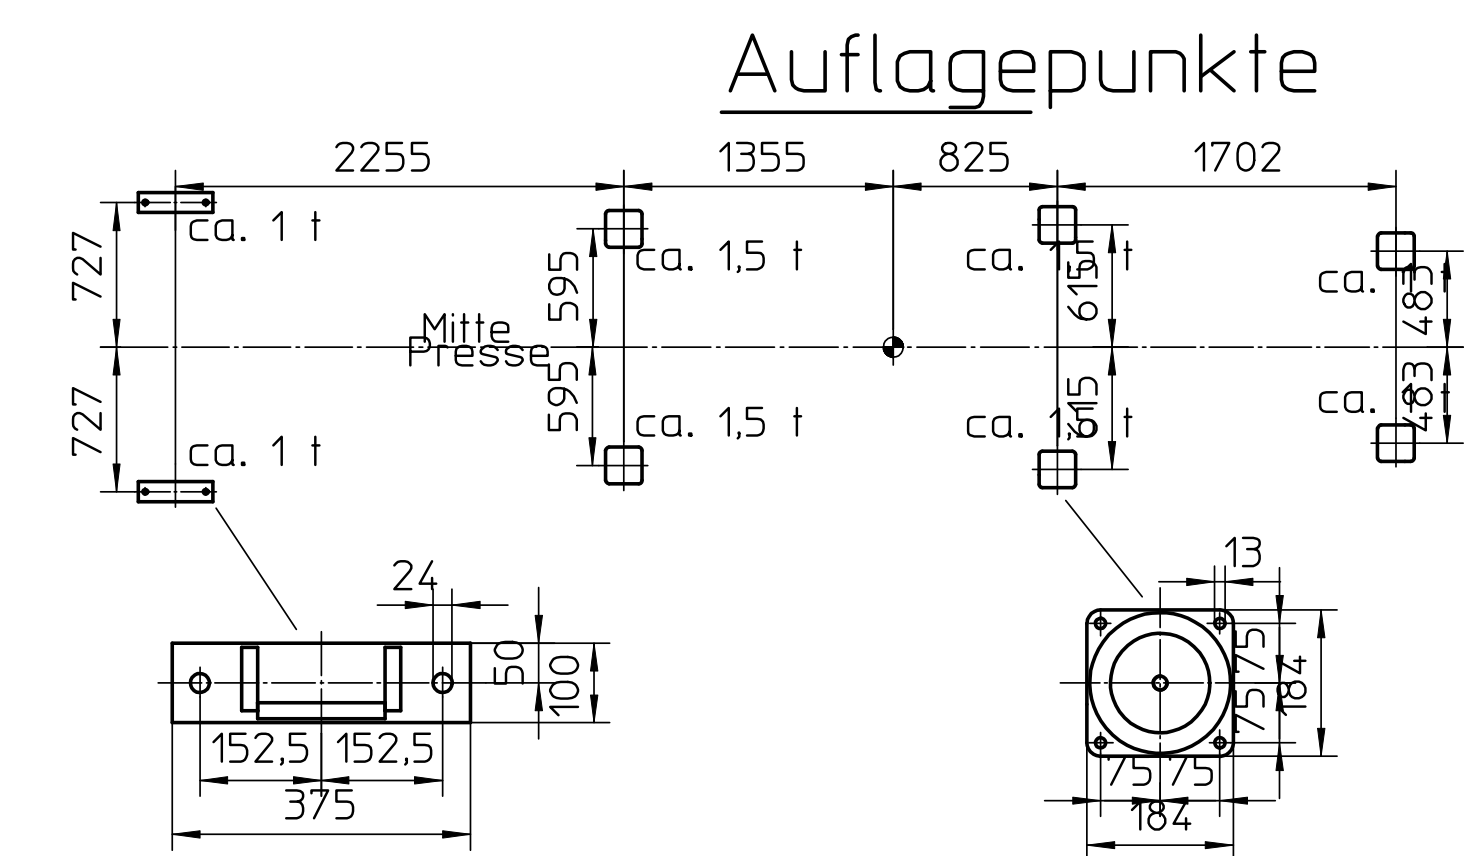 Auflagepunkte
2255 1355 825 1702
ca. 1 t
ca. 1,5 t
ca. 1,5 t
ca. t
727 595 615 483
Mitte
Presse
727 595 615 483
ca. 1 t
ca. 1,5 t
ca. 1,5 t
ca. t
24
50
100
152,5 152,5
375
13
75
75
184
75 75
184